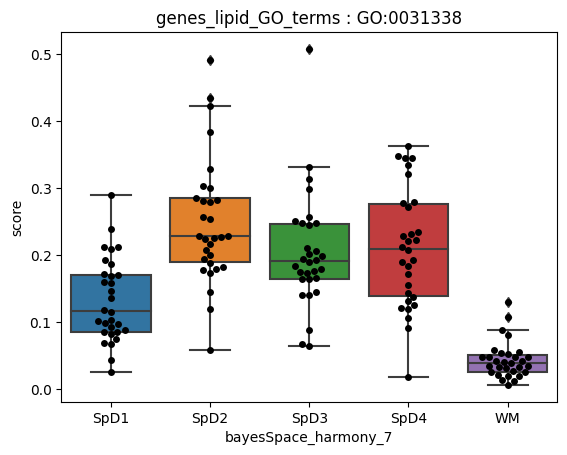 genes_lipid_GO_terms : GO:0031338
0.5
0.4
0.3
0.2
0.1
0.0
score
SpD1 SpD2 SpD3 SpD4 WM
bayesSpace_harmony_7